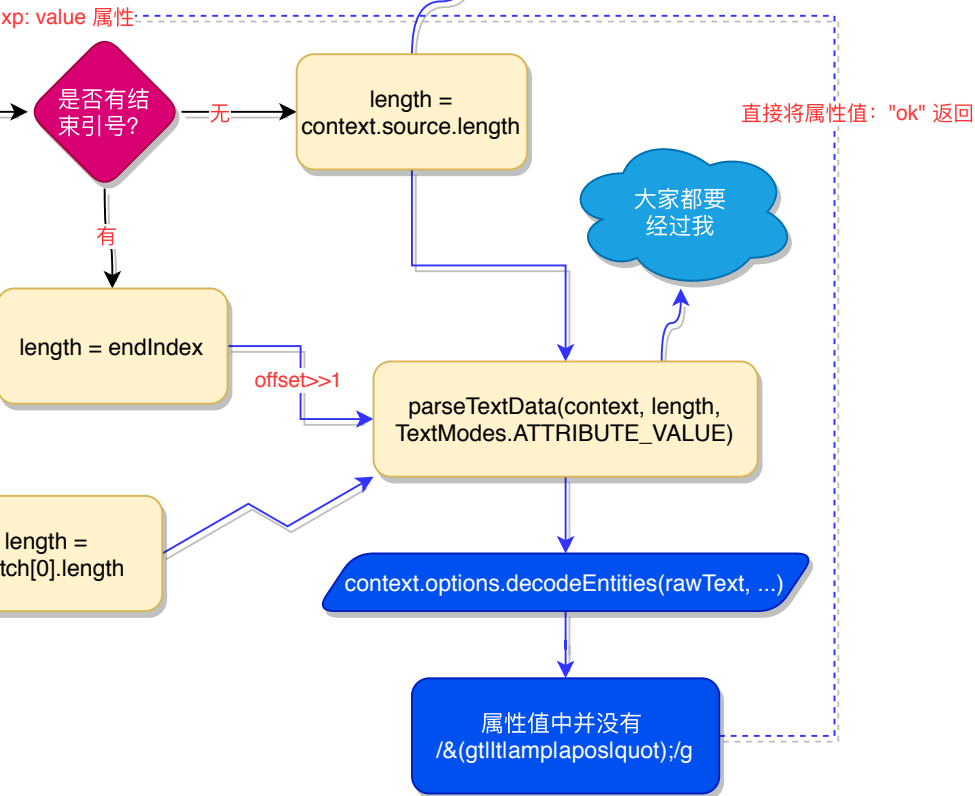 xp: value 属性
是否有结
束引号?
无
length =
context.source.length
直接将属性值："ok" 返回
大家都要
经过我
有
length = endIndex
offset>>1
parseTextData(context, length,
TextModes.ATTRIBUTE_VALUE)
length =
tch[0].length
context.options.decodeEntities(rawText, ...)
属性值中并没有
/&(gt|lt|amp|apos|quot);/g